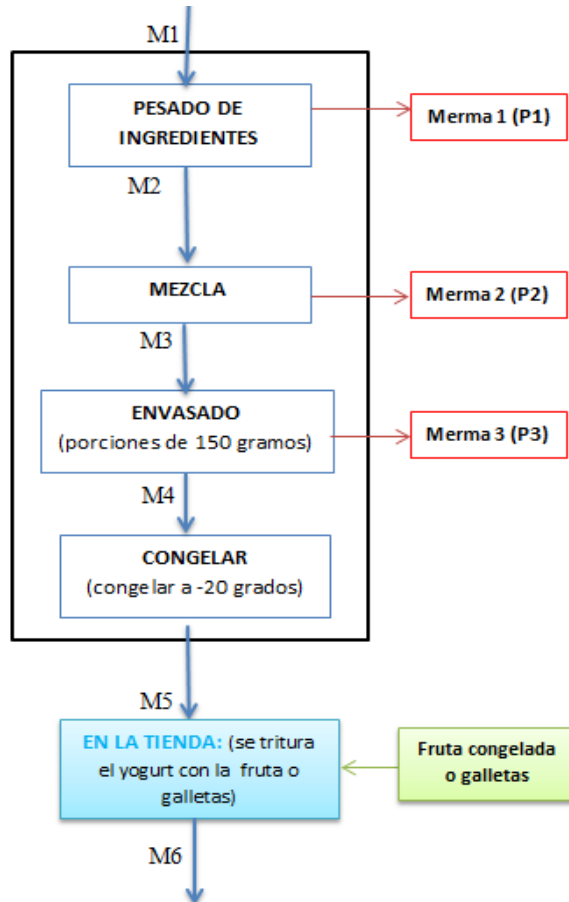 M1
PESADO DE
INGREDIENTES
Merma 1 (P1)
M2
MEZCLA
Merma 2 (P2)
M3
ENVASADO
(porciones de 150 gramos)
Merma 3 (P3)
M4
CONGELAR
(congelar a -20 grados)
M5
EN LA TIENDA: (se tritura
el yogurt con la fruta o
galletas)
Fruta congelada
o galletas
M6